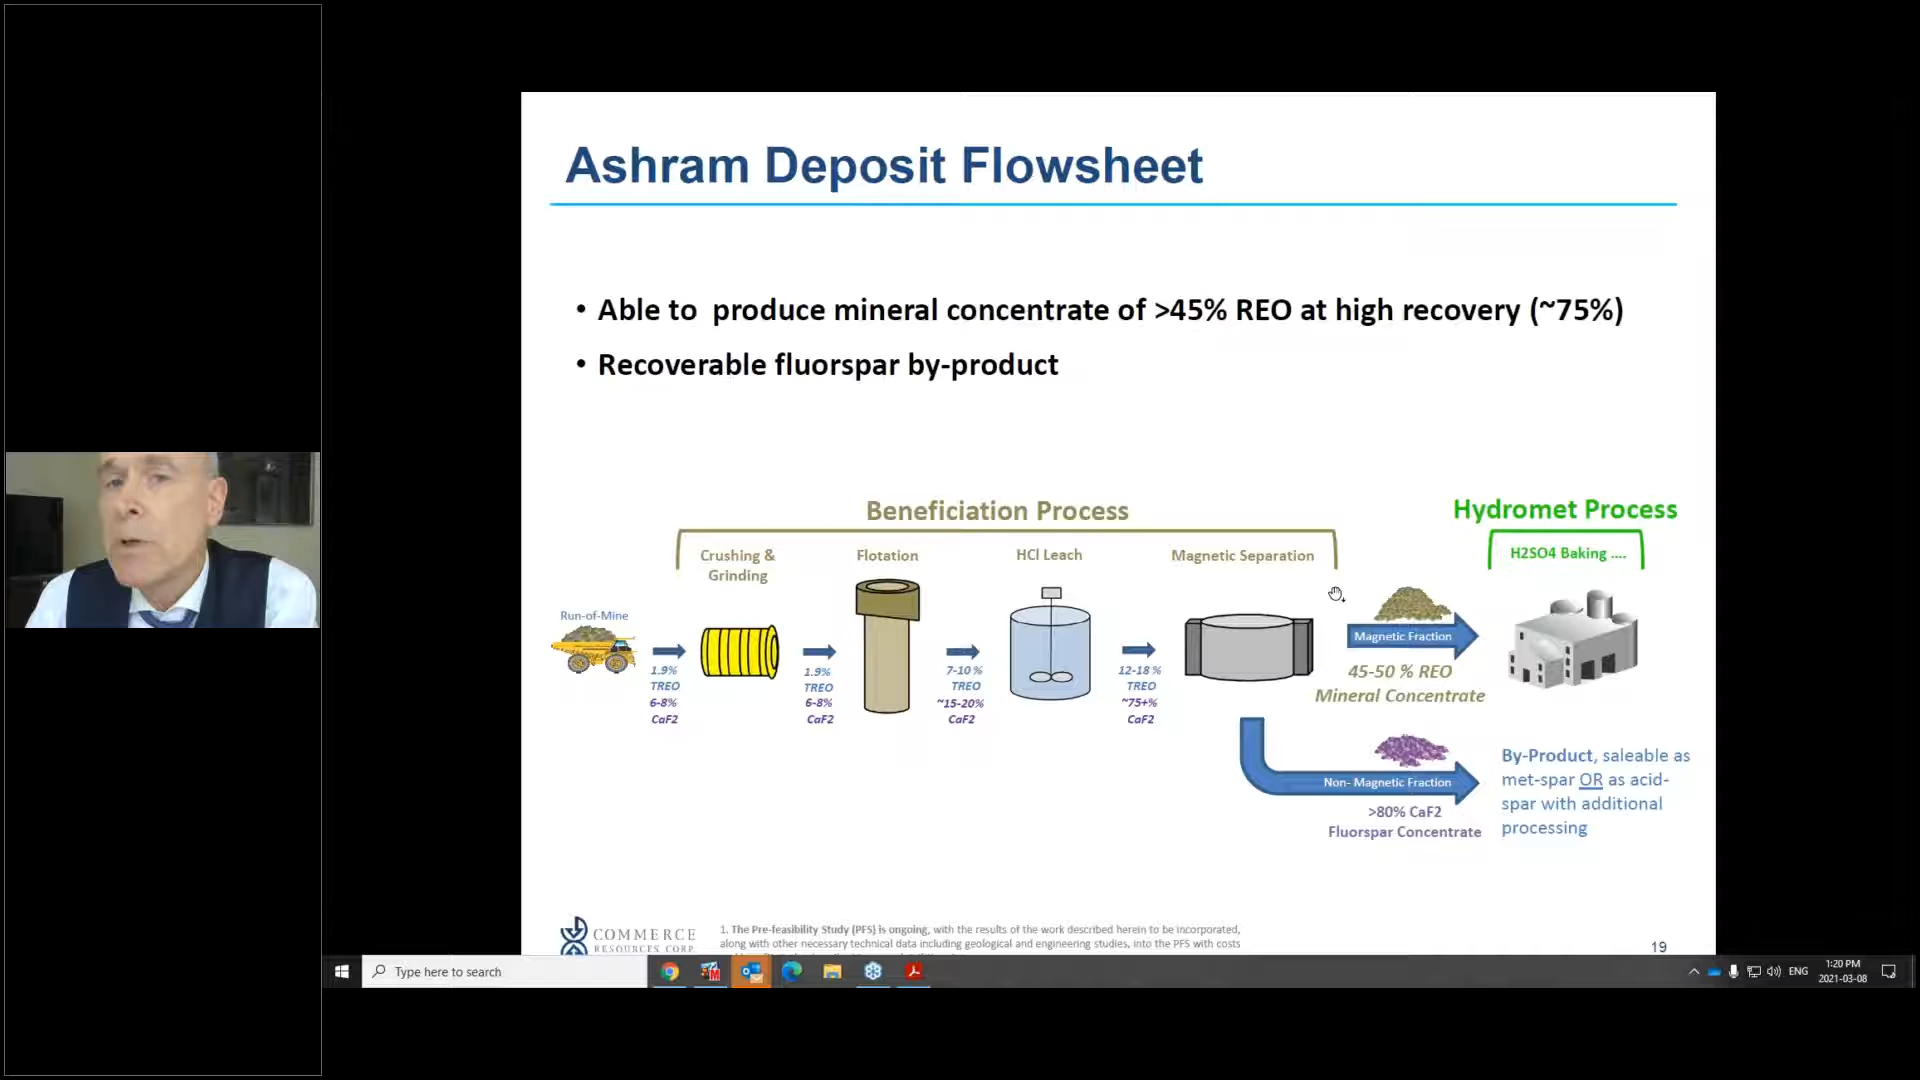 Ashram Deposit Flowsheet
• Able to  produce mineral concentrate of >45% REO at high recovery (~75%)
• Recoverable fluorspar by-product
Beneficiation Process
Hydromet Process
Crushing &
Grinding
Flotation
HCl Leach
Magnetic Separation
H2SO4 Baking ....
Run-of-Mine
1.9%
TREO
6-8%
CaF2
1.9%
TREO
6-8%
CaF2
7-10 %
TREO
~15-20%
CaF2
12-18 %
TREO
~75+%
CaF2
Magnetic Fraction
45-50 % REO
Mineral Concentrate
Non- Magnetic Fraction
>80% CaF2
Fluorspar Concentrate
By-Product, saleable as
met-spar OR as acid-
spar with additional
processing
COMMERCE
RESOURCES CORP
1. The Pre-feasibility Study (PFS) is ongoing, with the results of the work described herein to be incorporated,
along with other necessary technical data including geological and engineering studies, into the PFS with costs
19
Type here to search
ENG
1:20 PM
2021-03-08